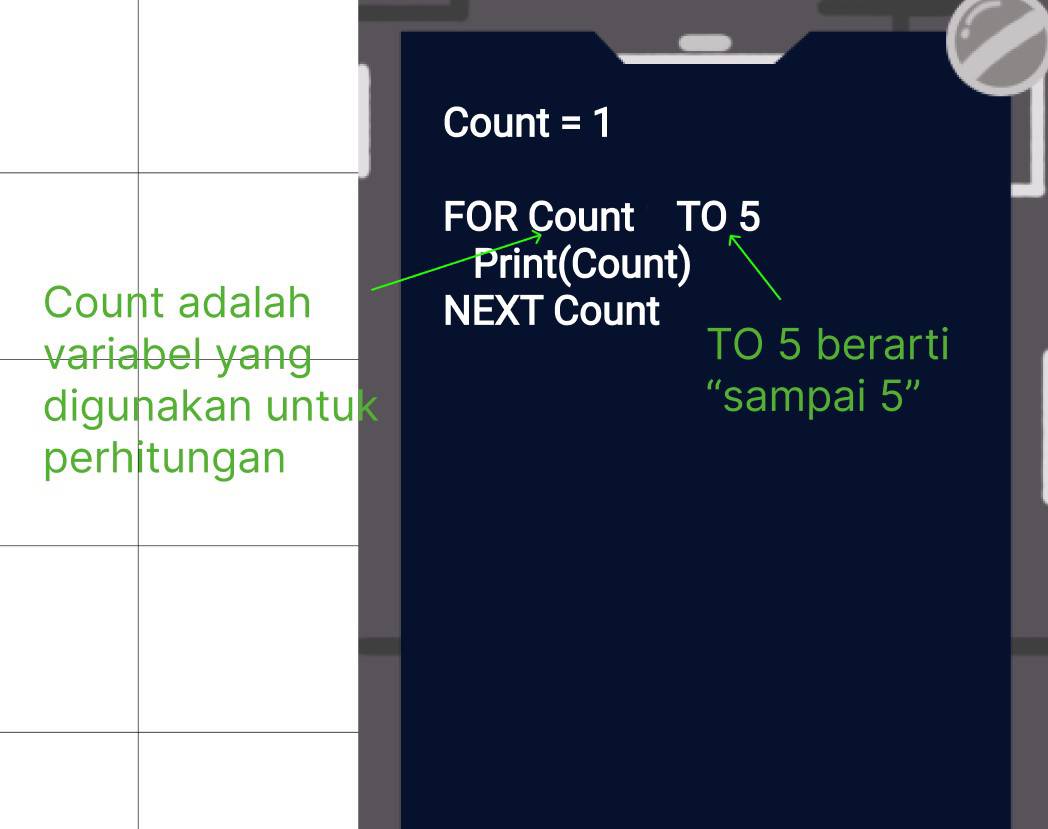 Count = 1
FOR Count TO 5
Print(Count)
NEXT Count
Count adalah
variabel yang
digunakan untuk
perhitungan
TO 5 berarti
“sampai 5”